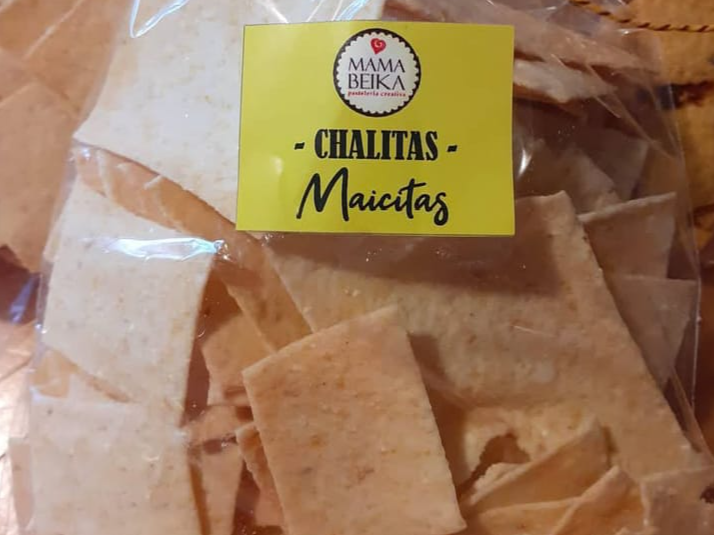 MAMA
BEIKA
pastelería creativa
- CHALITAS -
Maicitas